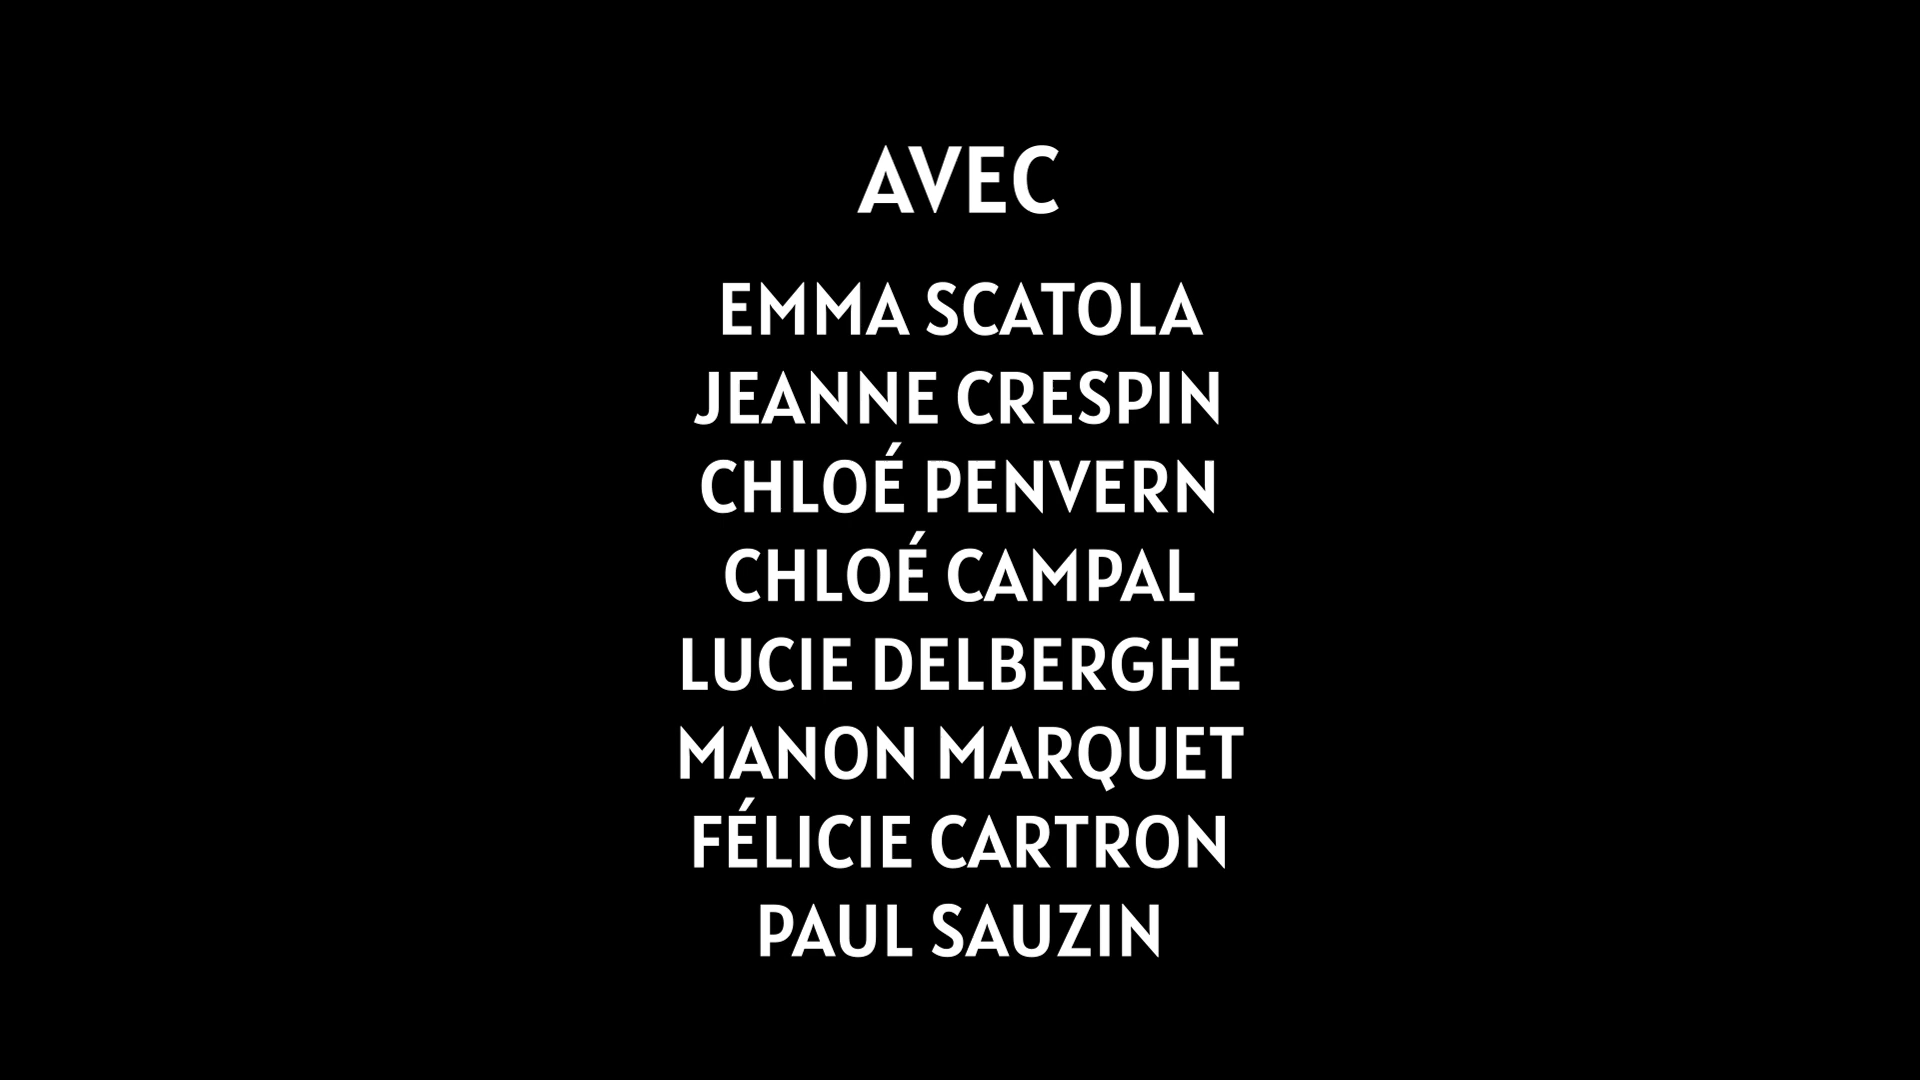 AVEC
EMMA SCATOLA
JEANNE CRESPIN
CHLOÉ PENVERN
CHLOÉ CAMPAL
LUCIE DELBERGHE
MANON MARQUET
FÉLICIE CARTRON
PAUL SAUZIN